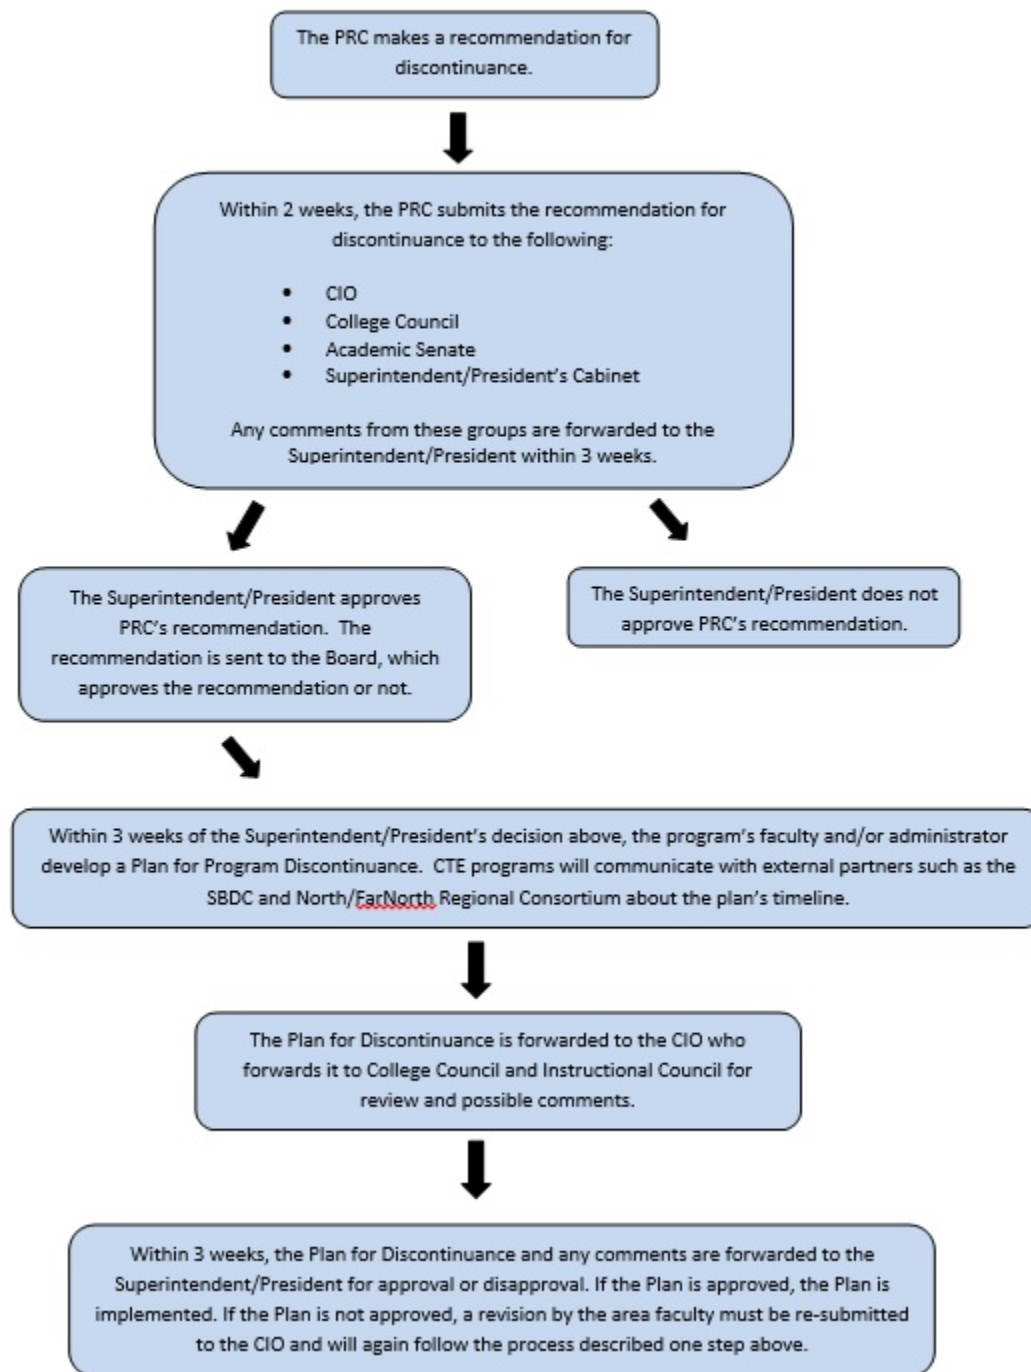 The PRC makes a recommendation for
discontinuance.
Within 2 weeks, the PRC submits the recommendation for
discontinuance to the following:
• CIO
• College Council
• Academic Senate
• Superintendent/President's Cabinet
Any comments from these groups are forwarded to the
Superintendent/President within 3 weeks.
The Superintendent/President approves
PRC's recommendation. The
recommendation is sent to the Board, which
approves the recommendation or not.
The Superintendent/President does not
approve PRC's recommendation.
Within 3 weeks of the Superintendent/President's decision above, the program's faculty and/or administrator
develop a Plan for Program Discontinuance. CTE programs will communicate with external partners such as the
SBDC and North/FarNorth Regional Consortium about the plan's timeline.
The Plan for Discontinuance is forwarded to the CIO who
forwards it to College Council and Instructional Council for
review and possible comments.
Within 3 weeks, the Plan for Discontinuance and any comments are forwarded to the
Superintendent/President for approval or disapproval. If the Plan is approved, the Plan is
implemented. If the Plan is not approved, a revision by the area faculty must be re-submitted
to the CIO and will again follow the process described one step above.